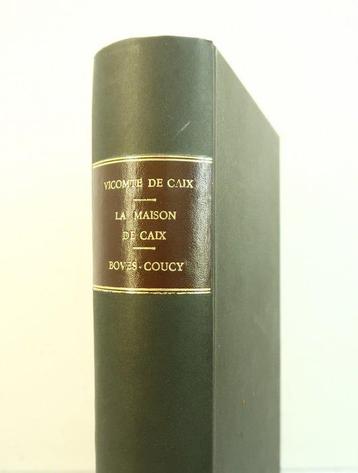 VICOMTE DE CAIX
LA MAISON
DE CAIX
BOVES-COUCY